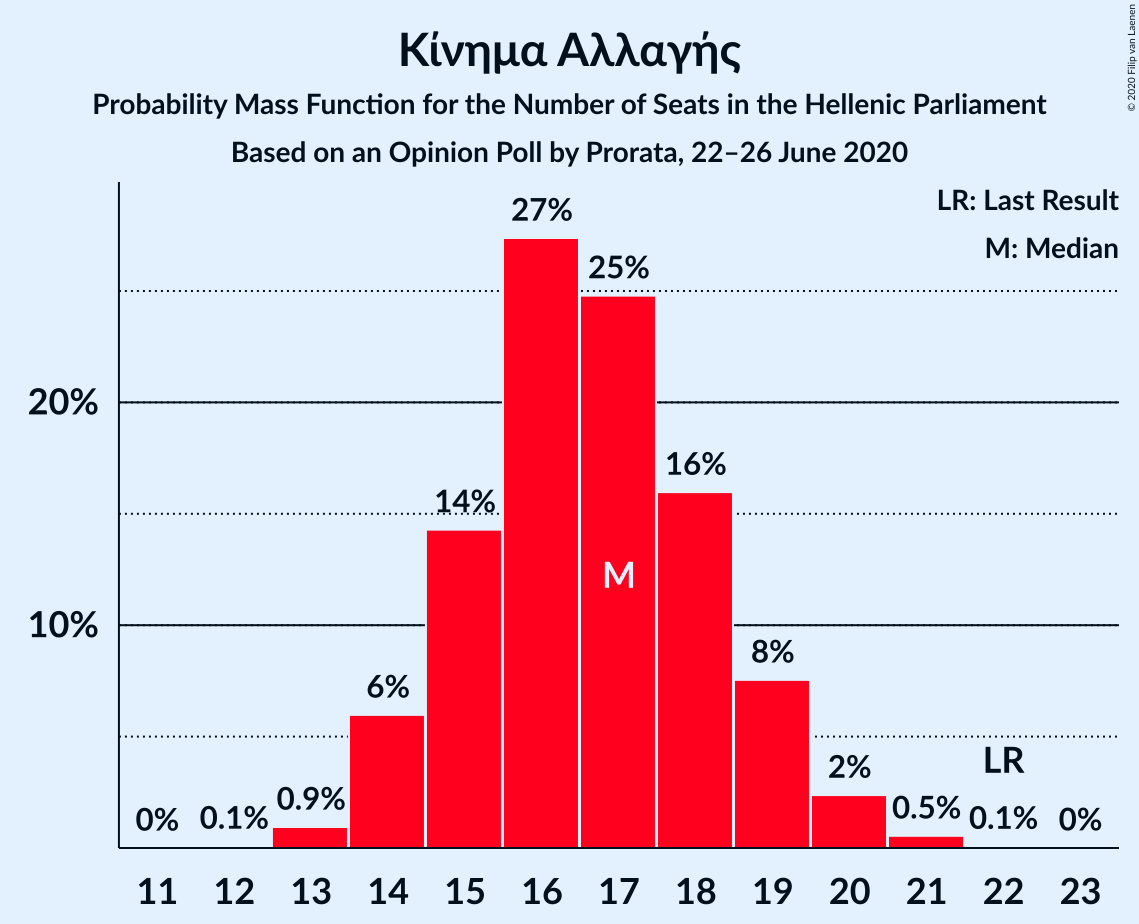 Κίνημα Αλλαγής
Probability Mass Function for the Number of Seats in the Hellenic Parliament
Based on an Opinion Poll by Prorata, 22–26 June 2020
© 2020 Filip van Laenen
LR: Last Result
M: Median
27%
25%
20%
16%
14%
M
10%
8%
6%
LR
2%
0% 0.1% 0.9% 0.5% 0.1% 0%
11 12 13 14 15 16 17 18 19 20 21 22 23